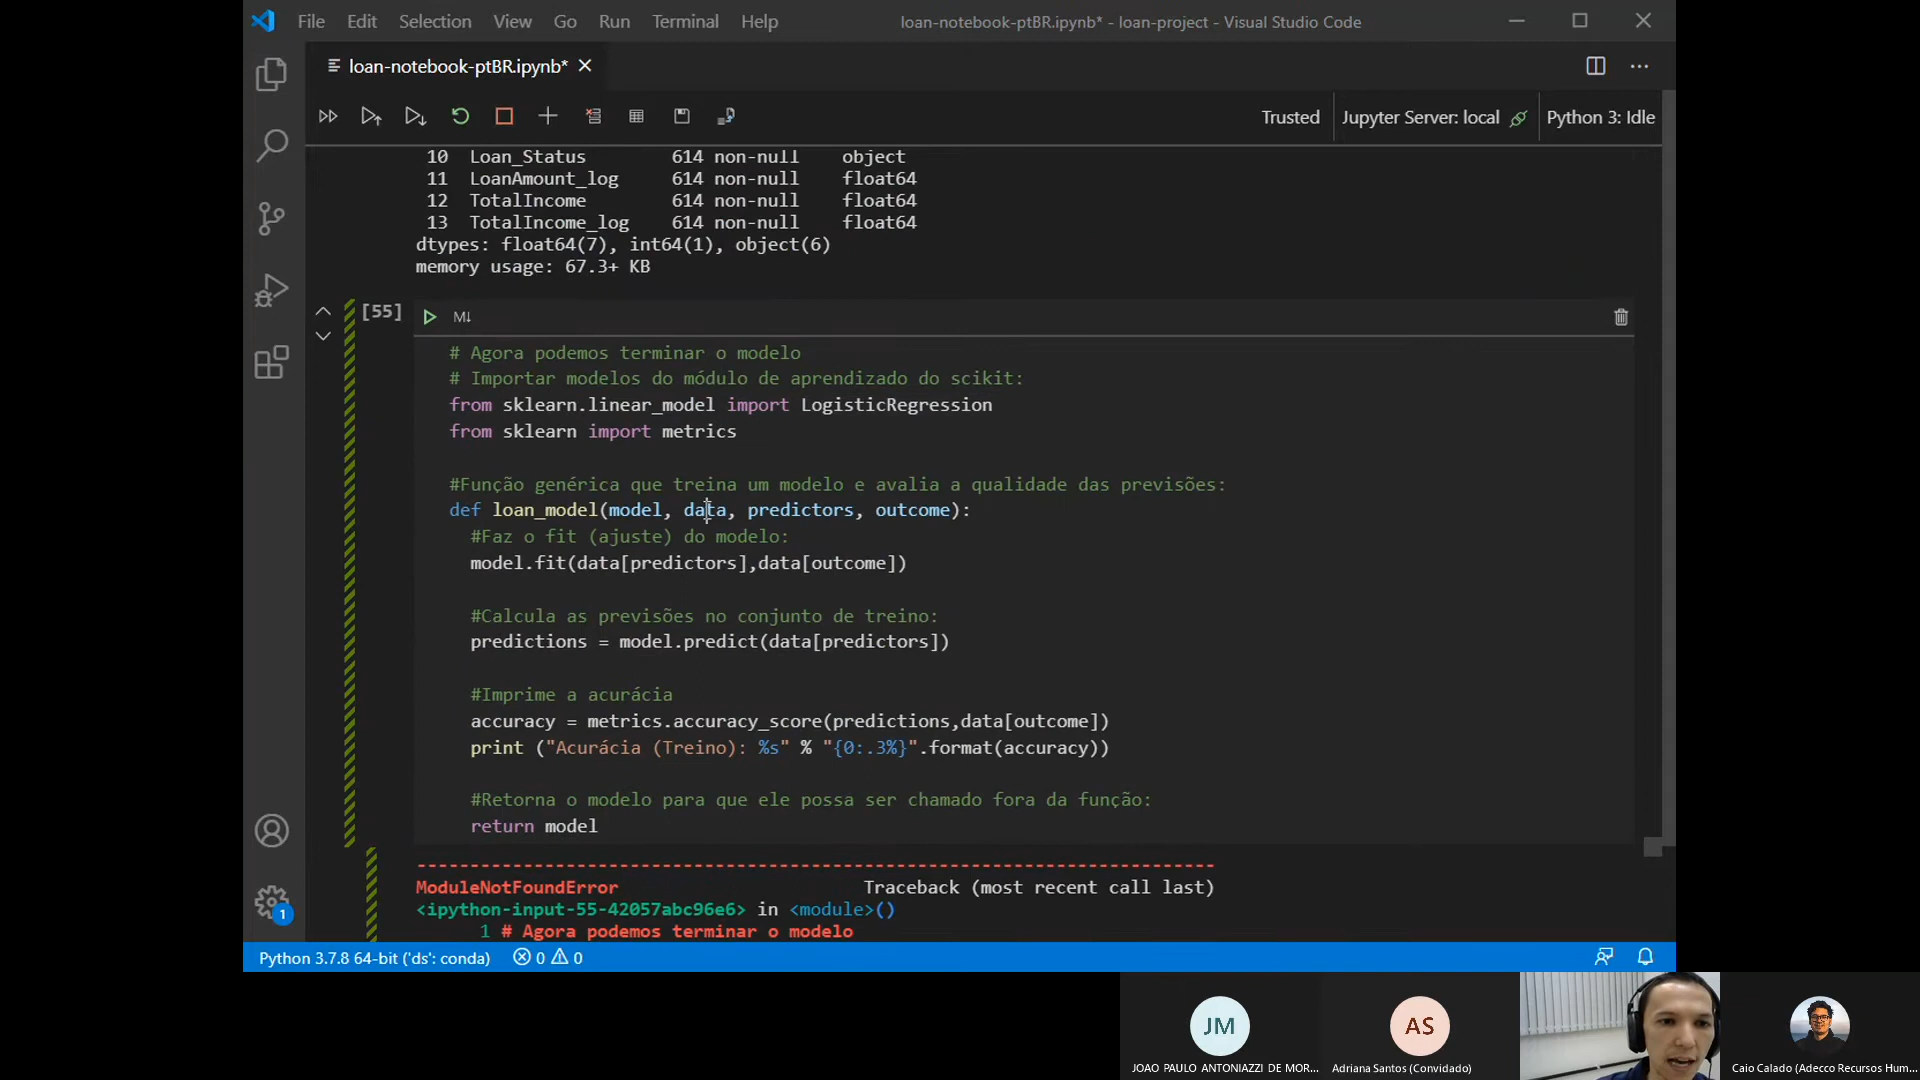 File Edit Selection View Go Run Terminal Help
loan-notebook-ptBR.ipynb* - loan-project - Visual Studio Code
loan-notebook-ptBR.ipynb*
Trusted
Jupyter Server: local
Python 3: Idle
10 Loan_Status 614 non-null object
11 LoanAmount_log 614 non-null float64
12 TotalIncome 614 non-null float64
13 TotalIncome_log 614 non-null float64
dtypes: float64(7), int64(1), object(6)
memory usage: 67.3+ KB
[55]
M↓
# Agora podemos terminar o modelo
# Importar modelos do módulo de aprendizado do scikit:
from sklearn.linear_model import LogisticRegression
from sklearn import metrics
#Função genérica que treina um modelo e avalia a qualidade das previsões:
def loan_model(model, data, predictors, outcome):
#Faz o fit (ajuste) do modelo:
model.fit(data[predictors],data[outcome])
#Calcula as previsões no conjunto de treino:
predictions = model.predict(data[predictors])
#Imprime a acurácia
accuracy = metrics.accuracy_score(predictions,data[outcome])
print ("Acurácia (Treino): %s" % "{0:.3%}".format(accuracy))
#Retorna o modelo para que ele possa ser chamado fora da função:
return model
---------------------------------------------------------------------------
ModuleNotFoundError Traceback (most recent call last)
<ipython-input-55-42057abc96e6> in <module>()
1 # Agora podemos terminar o modelo
1
Python 3.7.8 64-bit ('ds': conda)
0
0
JM
AS
JOAO PAULO ANTONIAZZI DE MOR...
Adriana Santos (Convidado)
Caio Calado (Adecco Recursos Hum...